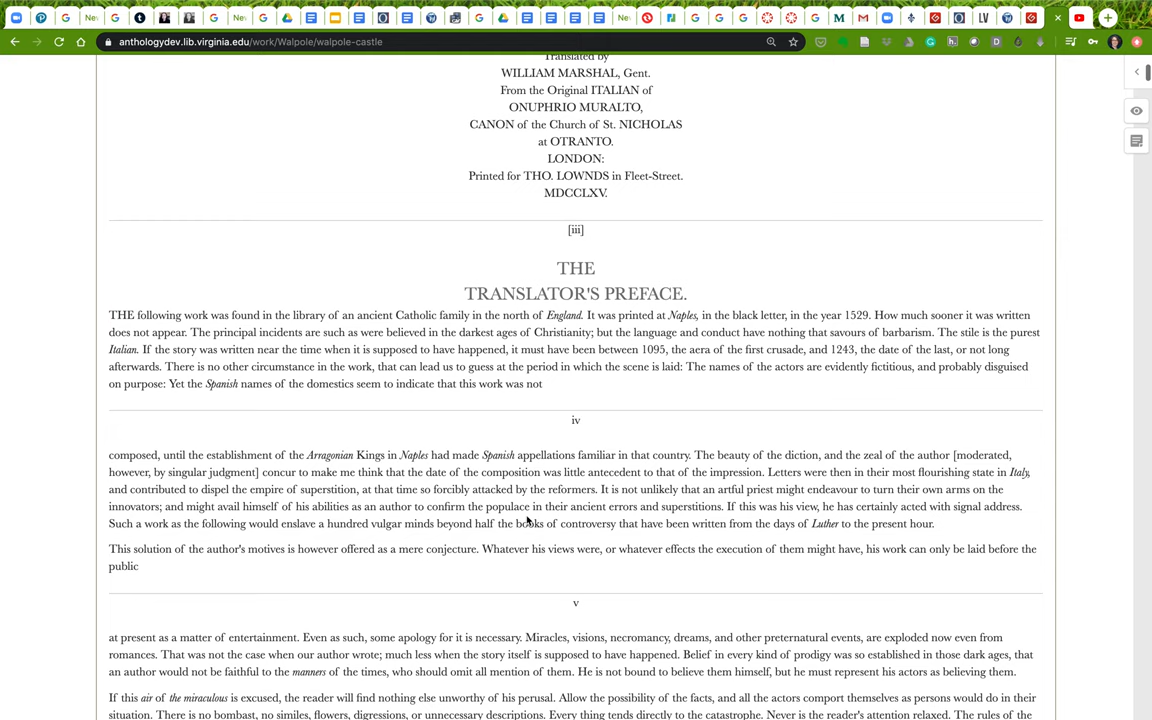 Nev
Nev
Nev
LV
M
anthologydev.lib.virginia.edu/work/Walpole/walpole-castle
Translated by
WILLIAM MARSHAL, Gent.
From the Original ITALIAN of
ONUPHRIO MURALTO,
CANON of the Church of St. NICHOLAS
at OTRANTO.
LONDON:
Printed for THO. LOWNDS in Fleet-Street.
MDCCLXV.
[iii]
THE
TRANSLATOR'S PREFACE.
THE following work was found in the library of an ancient Catholic family in the north of England. It was printed at Naples, in the black letter, in the year 1529. How much sooner it was written
does not appear. The principal incidents are such as were believed in the darkest ages of Christianity; but the language and conduct have nothing that savours of barbarism. The stile is the purest
Italian. If the story was written near the time when it is supposed to have happened, it must have been between 1095, the aera of the first crusade, and 1243, the date of the last, or not long
afterwards. There is no other circumstance in the work, that can lead us to guess at the period in which the scene is laid: The names of the actors are evidently fictitious, and probably disguised
on purpose: Yet the Spanish names of the domestics seem to indicate that this work was not
iv
composed, until the establishment of the Arragonian Kings in Naples had made Spanish appellations familiar in that country. The beauty of the diction, and the zeal of the author [moderated,
however, by singular judgment] concur to make me think that the date of the composition was little antecedent to that of the impression. Letters were then in their most flourishing state in Italy,
and contributed to dispel the empire of superstition, at that time so forcibly attacked by the reformers. It is not unlikely that an artful priest might endeavour to turn their own arms on the
innovators; and might avail himself of his abilities as an author to confirm the populace in their ancient errors and superstitions. If this was his view, he has certainly acted with signal address.
Such a work as the following would enslave a hundred vulgar minds beyond half the books of controversy that have been written from the days of Luther to the present hour.
This solution of the author's motives is however offered as a mere conjecture. Whatever his views were, or whatever effects the execution of them might have, his work can only be laid before the
public
v
at present as a matter of entertainment. Even as such, some apology for it is necessary. Miracles, visions, necromancy, dreams, and other preternatural events, are exploded now even from
romances. That was not the case when our author wrote; much less when the story itself is supposed to have happened. Belief in every kind of prodigy was so established in those dark ages, that
an author would not be faithful to the manners of the times, who should omit all mention of them. He is not bound to believe them himself, but he must represent his actors as believing them.
If this air of the miraculous is excused, the reader will find nothing else unworthy of his perusal. Allow the possibility of the facts, and all the actors comport themselves as persons would do in their
situation. There is no bombast, no similes, flowers, digressions, or unnecessary descriptions. Every thing tends directly to the catastrophe. Never is the reader's attention relaxed. The rules of the